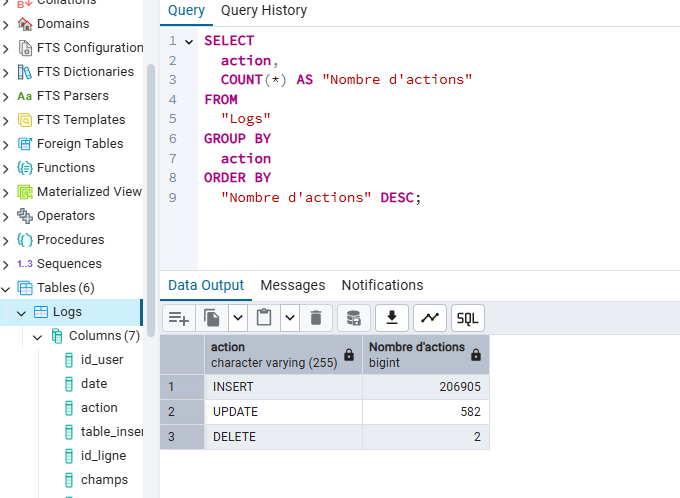 Collations
Domains
FTS Configuration
FTS Dictionaries
FTS Parsers
FTS Templates
Foreign Tables
Functions
Materialized View
Operators
Procedures
1..3 Sequences
Tables (6)
Logs
Columns (7)
id_user
date
action
table_inser
id_ligne
champs
Query Query History
1 SELECT
2 action,
3 COUNT(*) AS "Nombre d'actions"
4 FROM
5 "Logs"
6 GROUP BY
7 action
8 ORDER BY
9 "Nombre d'actions" DESC;
Data Output Messages Notifications
SQL
action Nombre d'actions
character varying (255) bigint
1 INSERT 206905
2 UPDATE 582
3 DELETE 2